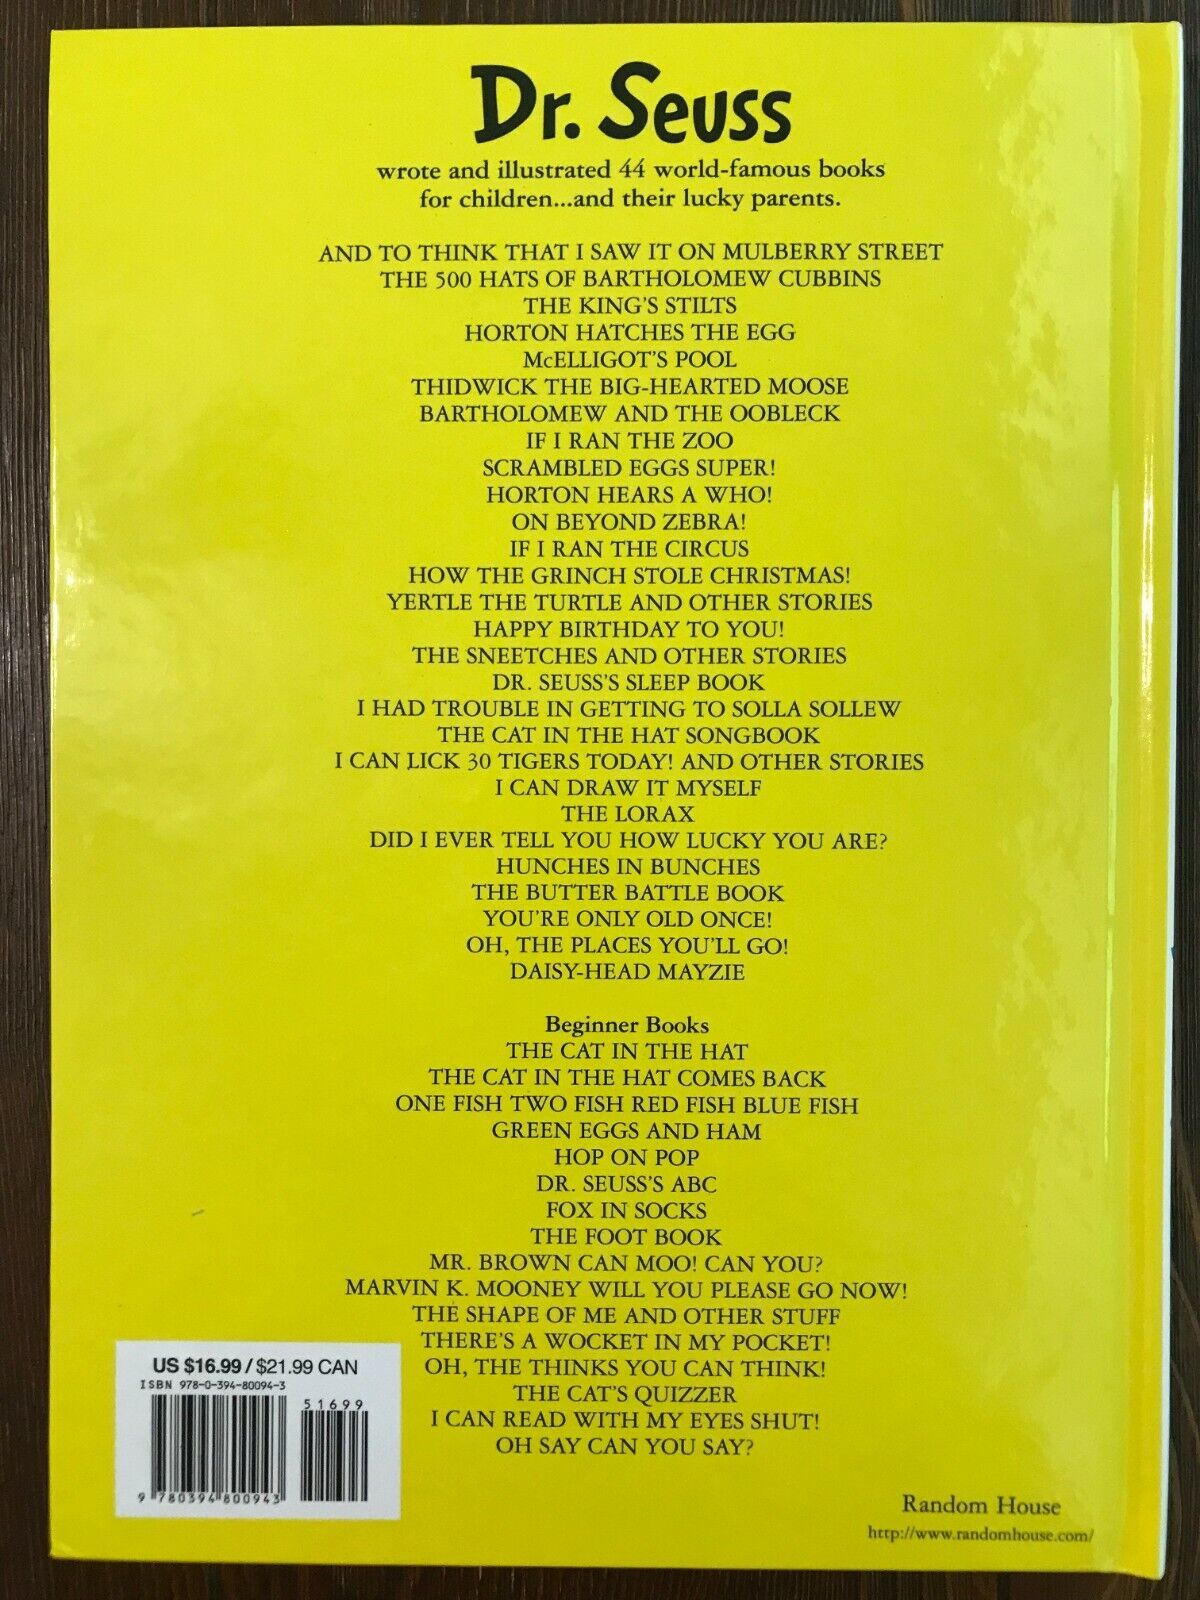 Dr. Seuss
wrote and illustrated 44 world-famous books
for children...and their lucky parents.
AND TO THINK THAT I SAW IT ON MULBERRY STREET
THE 500 HATS OF BARTHOLOMEW CUBBINS
THE KING'S STILTS
HORTON HATCHES THE EGG
McELLIGOT'S POOL
THIDWICK THE BIG-HEARTED MOOSE
BARTHOLOMEW AND THE OOBLECK
IF I RAN THE ZOO
SCRAMBLED EGGS SUPER!
HORTON HEARS A WHO!
ON BEYOND ZEBRA!
IF I RAN THE CIRCUS
HOW THE GRINCH STOLE CHRISTMAS!
YERTLE THE TURTLE AND OTHER STORIES
HAPPY BIRTHDAY TO YOU!
THE SNEETCHES AND OTHER STORIES
DR. SEUSS'S SLEEP BOOK
I HAD TROUBLE IN GETTING TO SOLLA SOLLEW
THE CAT IN THE HAT SONGBOOK
I CAN LICK 30 TIGERS TODAY! AND OTHER STORIES
I CAN DRAW IT MYSELF
THE LORAX
DID I EVER TELL YOU HOW LUCKY YOU ARE?
HUNCHES IN BUNCHES
THE BUTTER BATTLE BOOK
YOU'RE ONLY OLD ONCE!
OH, THE PLACES YOU'LL GO!
DAISY-HEAD MAYZIE
Beginner Books
THE CAT IN THE HAT
THE CAT IN THE HAT COMES BACK
ONE FISH TWO FISH RED FISH BLUE FISH
GREEN EGGS AND HAM
HOP ON POP
DR. SEUSS'S ABC
FOX IN SOCKS
THE FOOT BOOK
MR. BROWN CAN MOO! CAN YOU?
MARVIN K. MOONEY WILL YOU PLEASE GO NOW!
THE SHAPE OF ME AND OTHER STUFF
THERE'S A WOCKET IN MY POCKET!
OH, THE THINKS YOU CAN THINK!
THE CAT'S QUIZZER
I CAN READ WITH MY EYES SHUT!
OH SAY CAN YOU SAY?
US $16.99 / $21.99 CAN
ISBN 978-0-394-80094-3
51699
9 780394 800943
Random House
http://www.randomhouse.com/